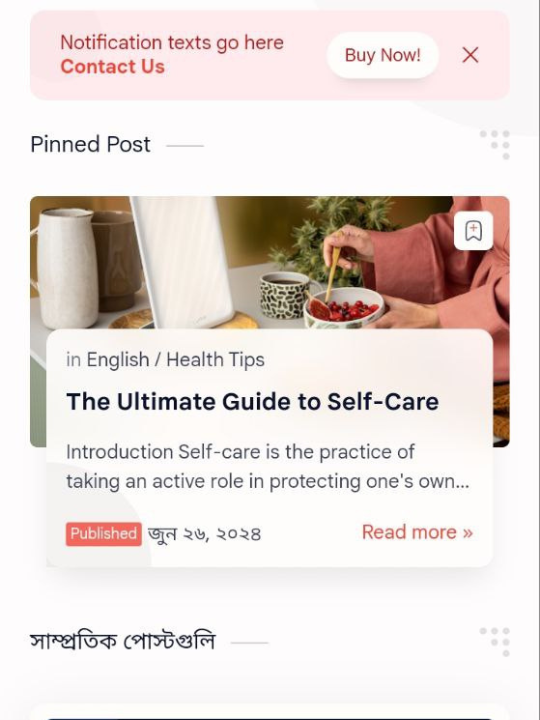 Notification texts go here
Contact Us
Buy Now!
Pinned Post
in English / Health Tips
The Ultimate Guide to Self-Care
Introduction Self-care is the practice of
taking an active role in protecting one's own...
Published জুন ২৬, ২০২৪
Read more »
সাম্প্রতিক পোস্টগুলি